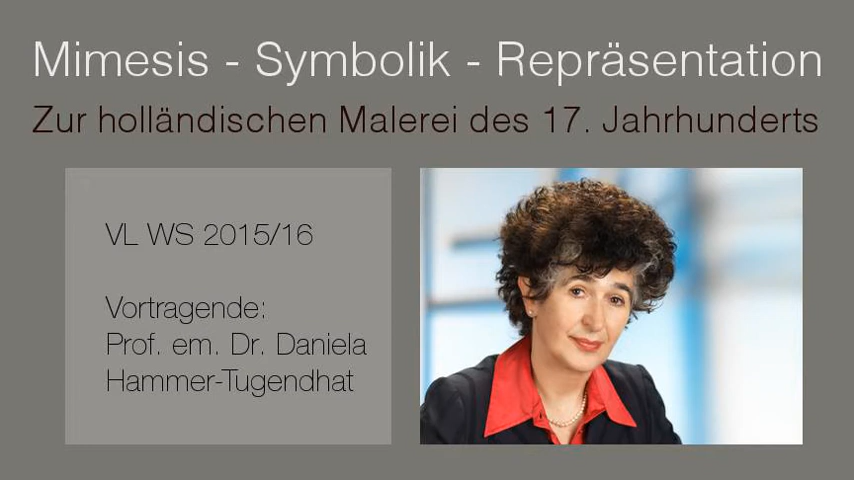 Mimesis - Symbolik - Repräsentation
Zur holländischen Malerei des 17. Jahrhunderts
VL WS 2015/16
Vortragende:
Prof. em. Dr. Daniela
Hammer-Tugendhat